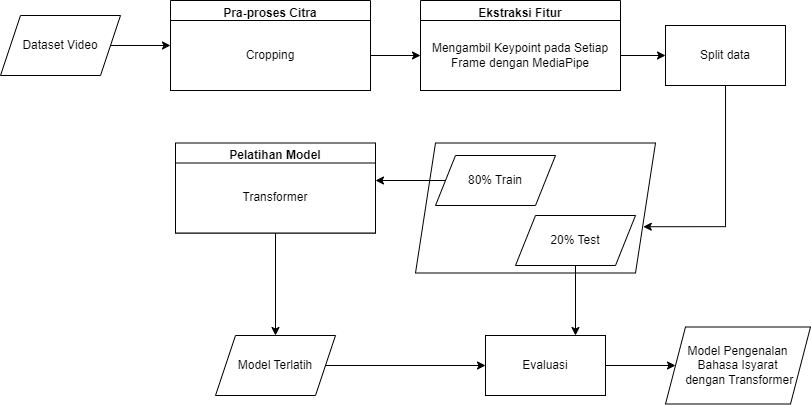 Dataset Video
Pra-proses Citra
Cropping
Ekstraksi Fitur
Mengambil Keypoint pada Setiap
Frame dengan MediaPipe
Split data
Pelatihan Model
Transformer
80% Train
20% Test
Model Terlatih
Evaluasi
Model Pengenalan
Bahasa Isyarat
dengan Transformer